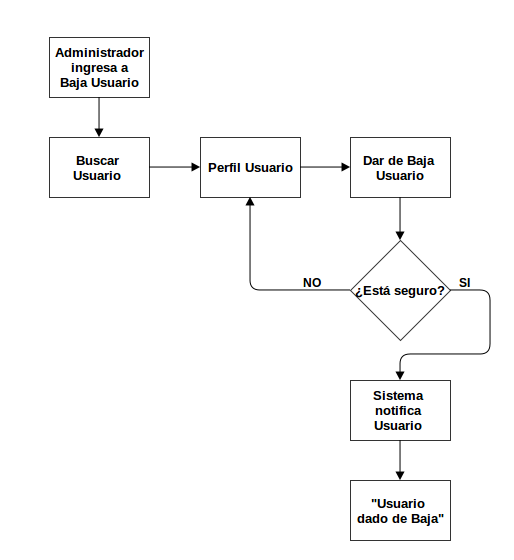 Administrador
ingresa a
Baja Usuario
Buscar
Usuario
Perfil Usuario
Dar de Baja
Usuario
¿Está seguro?
NO
SI
Sistema
notifica
Usuario
"Usuario
dado de Baja"